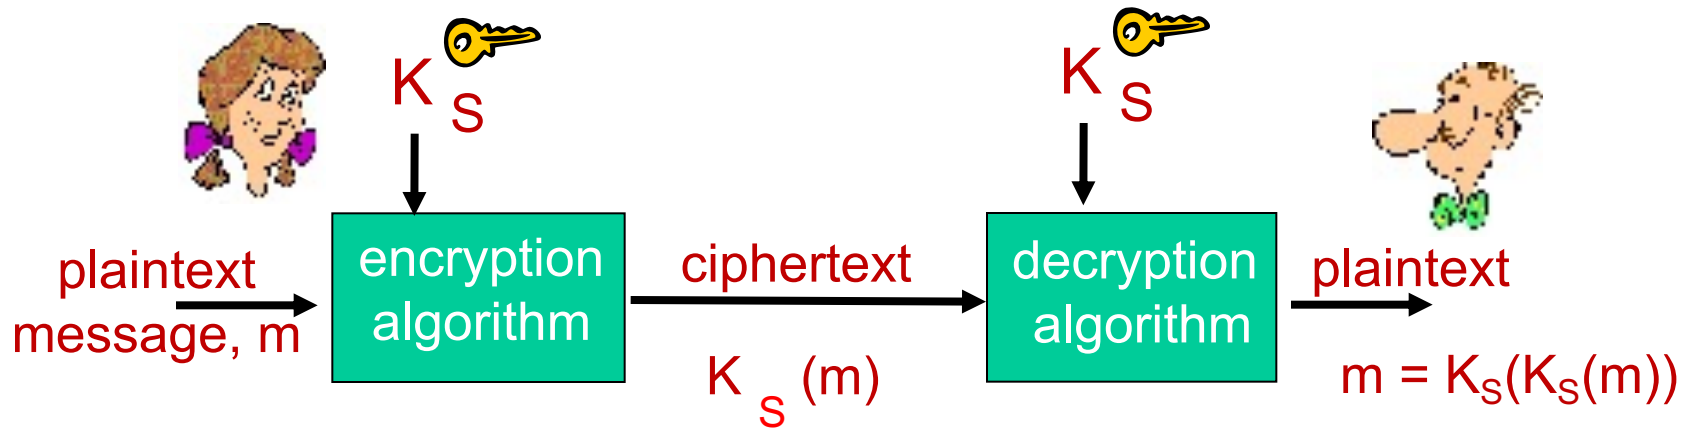 K S
K S
plaintext
message, m
encryption
algorithm
ciphertext
K S (m)
decryption
algorithm
plaintext
m = KS(KS(m))